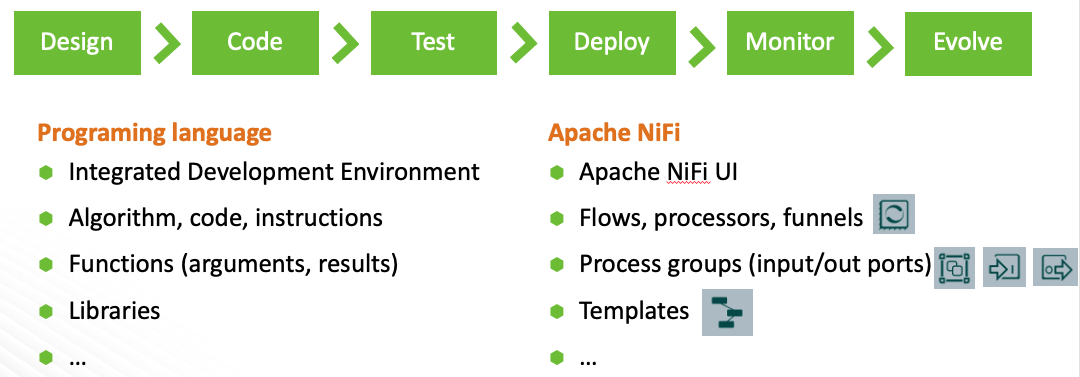 Design
Code
Test
Deploy
Monitor
Evolve
Programing language
Integrated Development Environment
Algorithm, code, instructions
Functions (arguments, results)
Libraries
...
Apache NiFi
Apache NiFi UI
Flows, processors, funnels
Process groups (input/out ports)
Templates
...